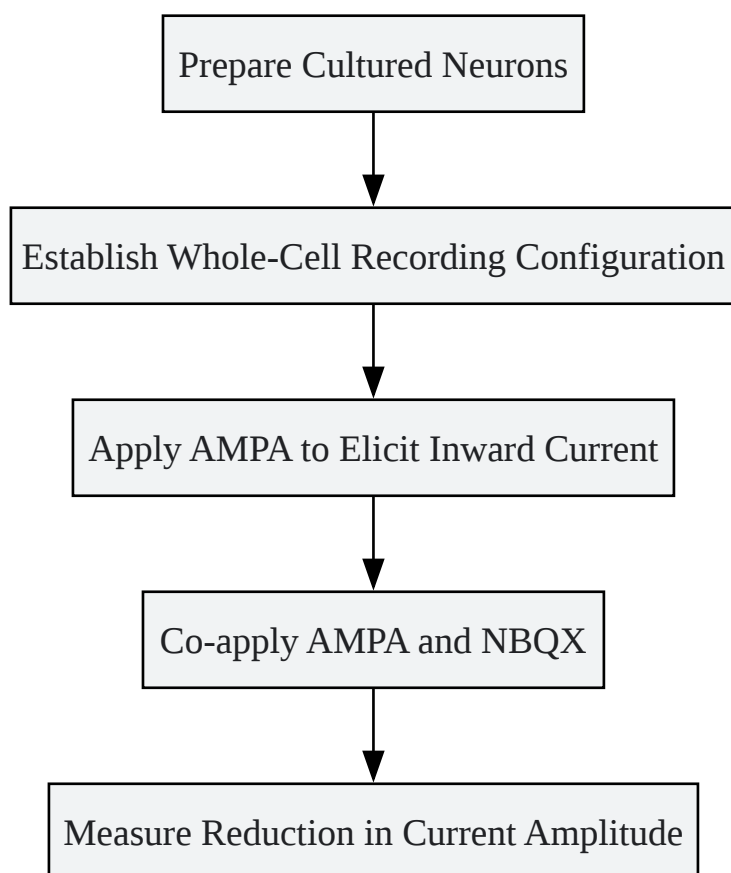 Prepare Cultured Neurons
Establish Whole-Cell Recording Configuration
Apply AMPA to Elicit Inward Current
Co-apply AMPA and NBQX
Measure Reduction in Current Amplitude